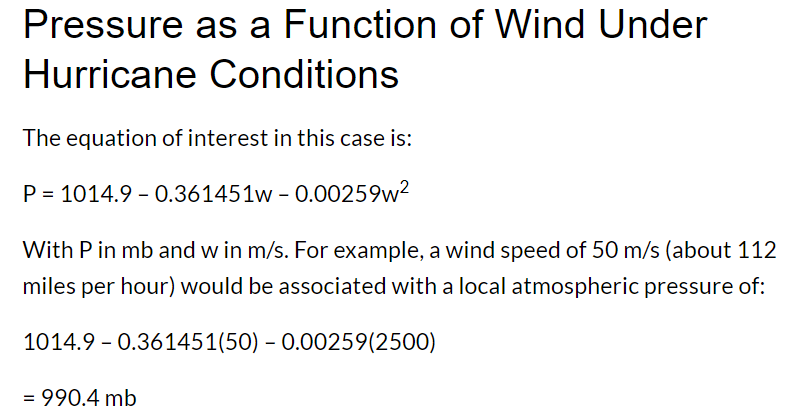 Pressure as a Function of Wind Under
Hurricane Conditions
The equation of interest in this case is:
P = 1014.9 – 0.361451w – 0.00259w²
With P in mb and w in m/s. For example, a wind speed of 50 m/s (about 112
miles per hour) would be associated with a local atmospheric pressure of:
1014.9 – 0.361451(50) – 0.00259(2500)
= 990.4 mb